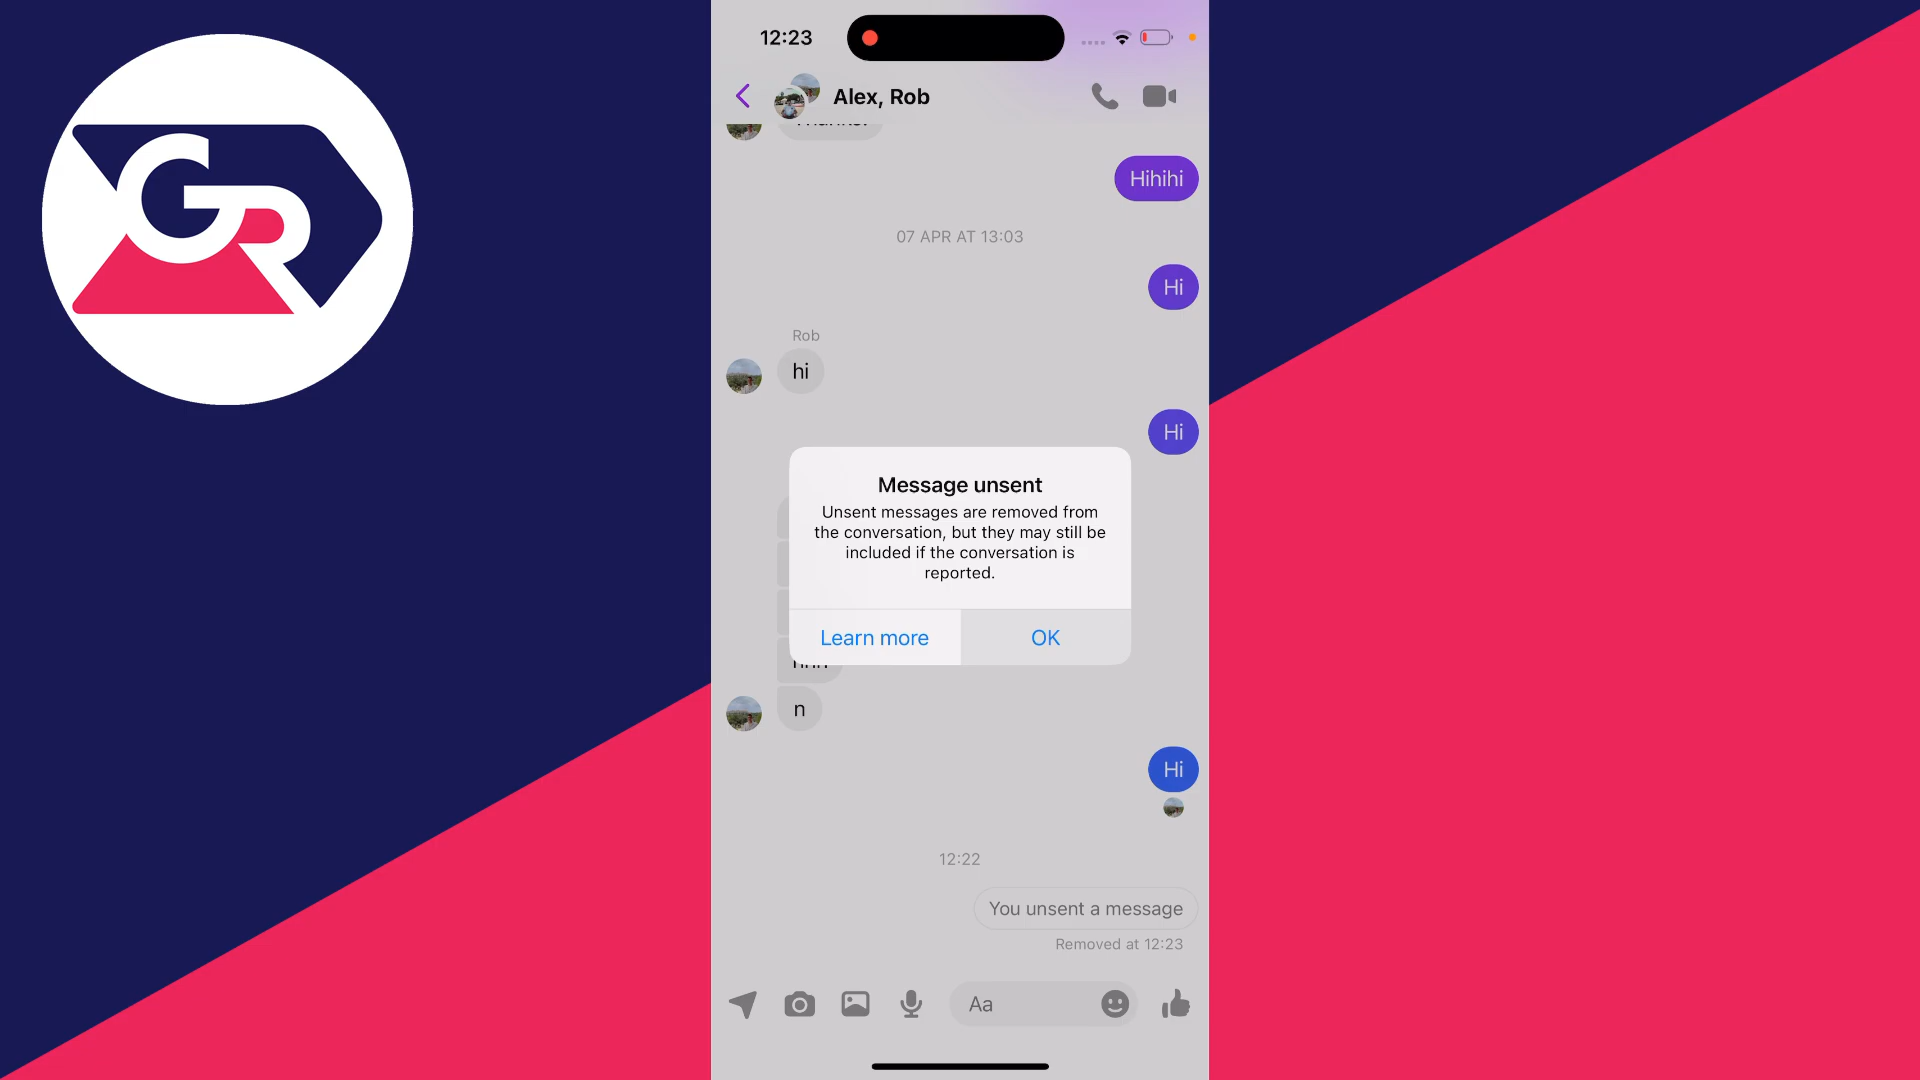 GR
12:23
Alex, Rob
Hihihi
07 APR AT 13:03
Hi
Rob
hi
Hi
Message unsent
Unsent messages are removed from
the conversation, but they may still be
included if the conversation is
reported.
Learn more
OK
n
Hi
12:22
You unsent a message
Removed at 12:23
Aa